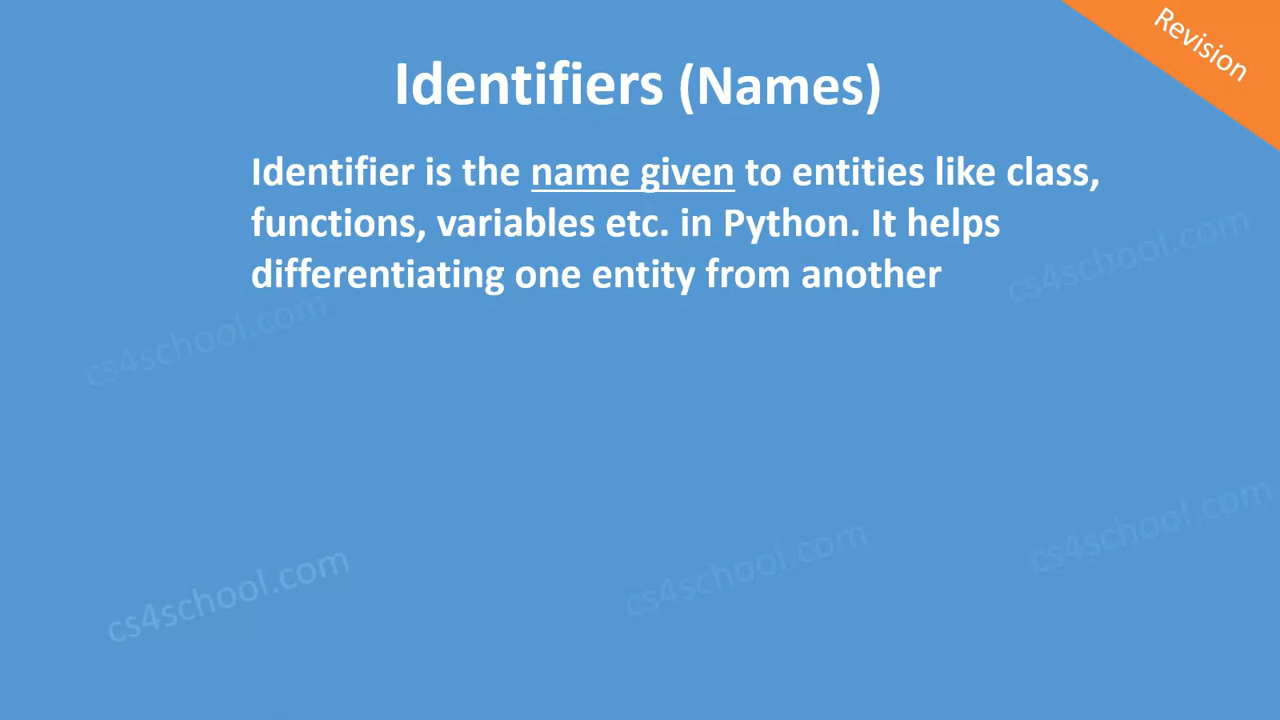 Revision
Identifiers (Names)
Identifier is the name given to entities like class,
functions, variables etc. in Python. It helps
differentiating one entity from another
cs4school.com
cs4school.com
cs4school.com
cs4school.com
cs4school.com